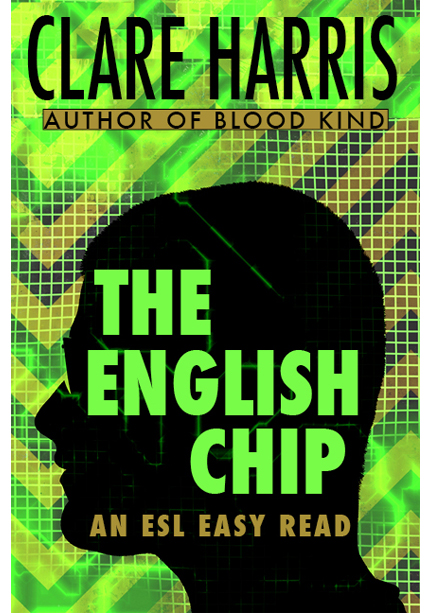 CLARE HARRIS
AUTHOR OF BLOOD KIND
THE
ENGLISH
CHIP
AN ESL EASY READ